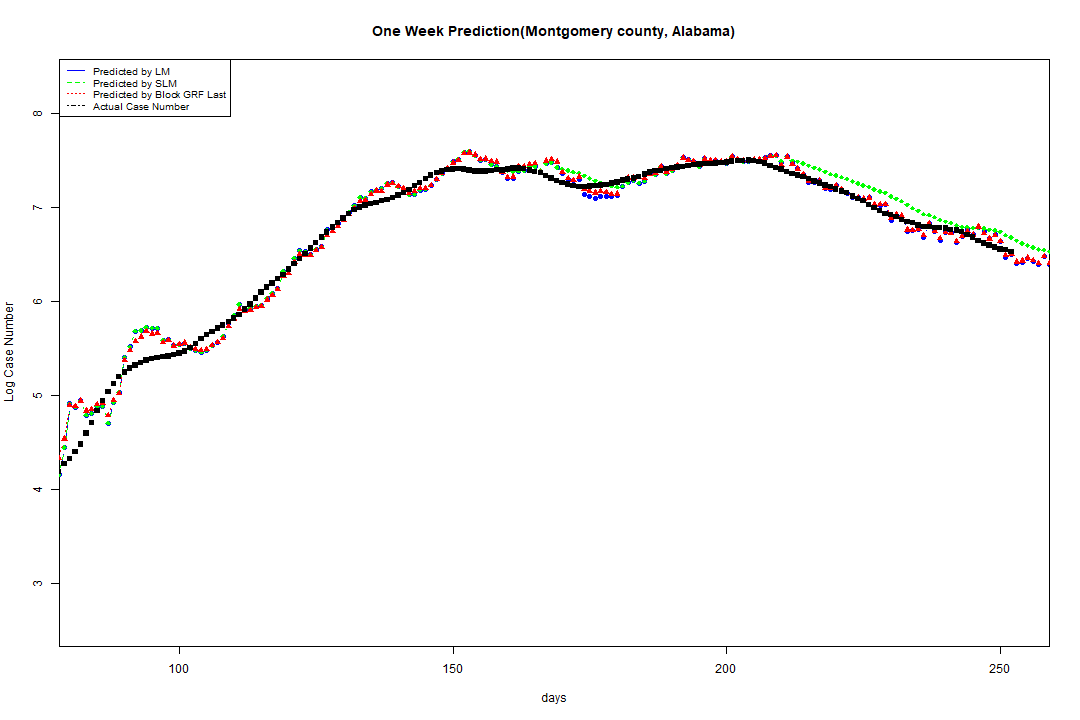 One Week Prediction(Montgomery county, Alabama)
Predicted by LM
Predicted by SLM
Predicted by Block GRF Last
Actual Case Number
8
7
6
5
4
3
Log Case Number
100 150 200 250
days